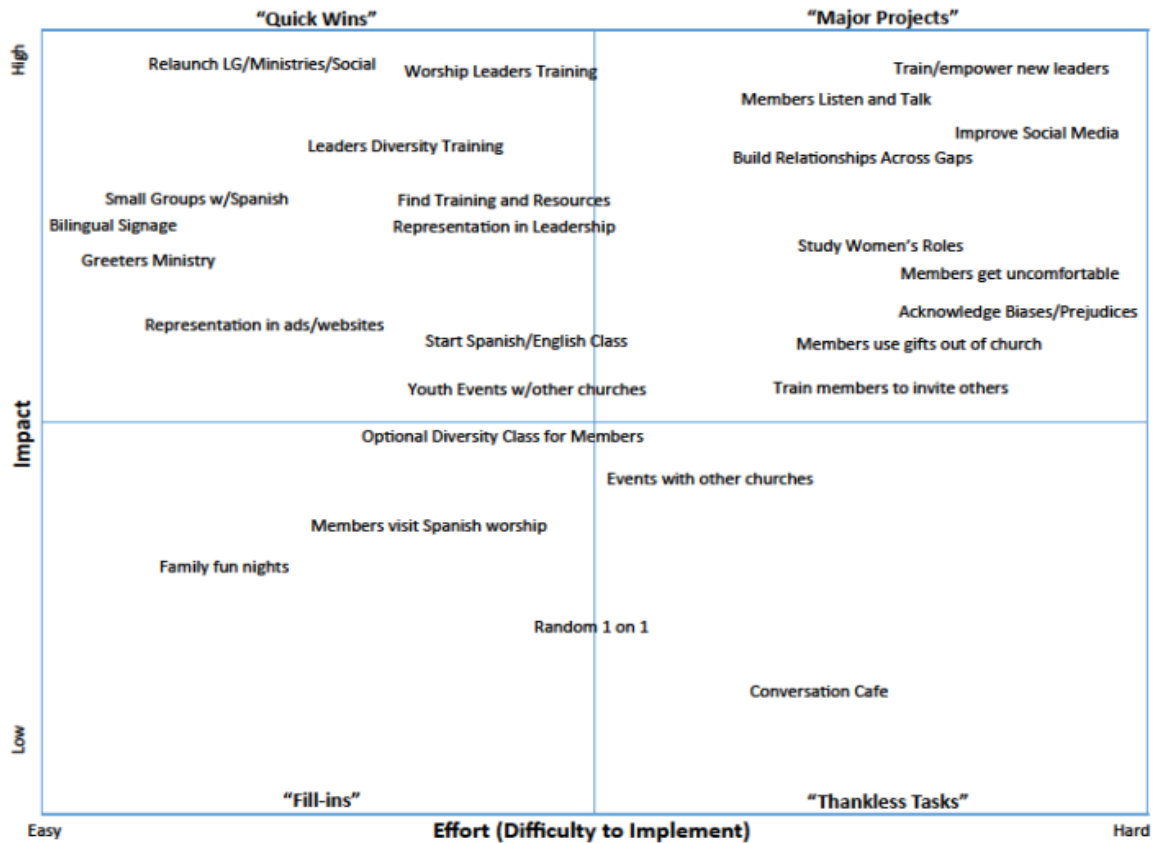 “Quick Wins”
“Major Projects”
High
Relaunch LG/Ministries/Social
Worship Leaders Training
Train/empower new leaders
Members Listen and Talk
Improve Social Media
Leaders Diversity Training
Build Relationships Across Gaps
Small Groups w/Spanish
Find Training and Resources
Bilingual Signage
Representation in Leadership
Study Women’s Roles
Greeters Ministry
Members get uncomfortable
Acknowledge Biases/Prejudices
Representation in ads/websites
Start Spanish/English Class
Members use gifts out of church
Youth Events w/other churches
Train members to invite others
Impact
Optional Diversity Class for Members
Events with other churches
Members visit Spanish worship
Family fun nights
Random 1 on 1
Conversation Cafe
Low
“Fill-ins”
“Thankless Tasks”
Easy
Effort (Difficulty to Implement)
Hard